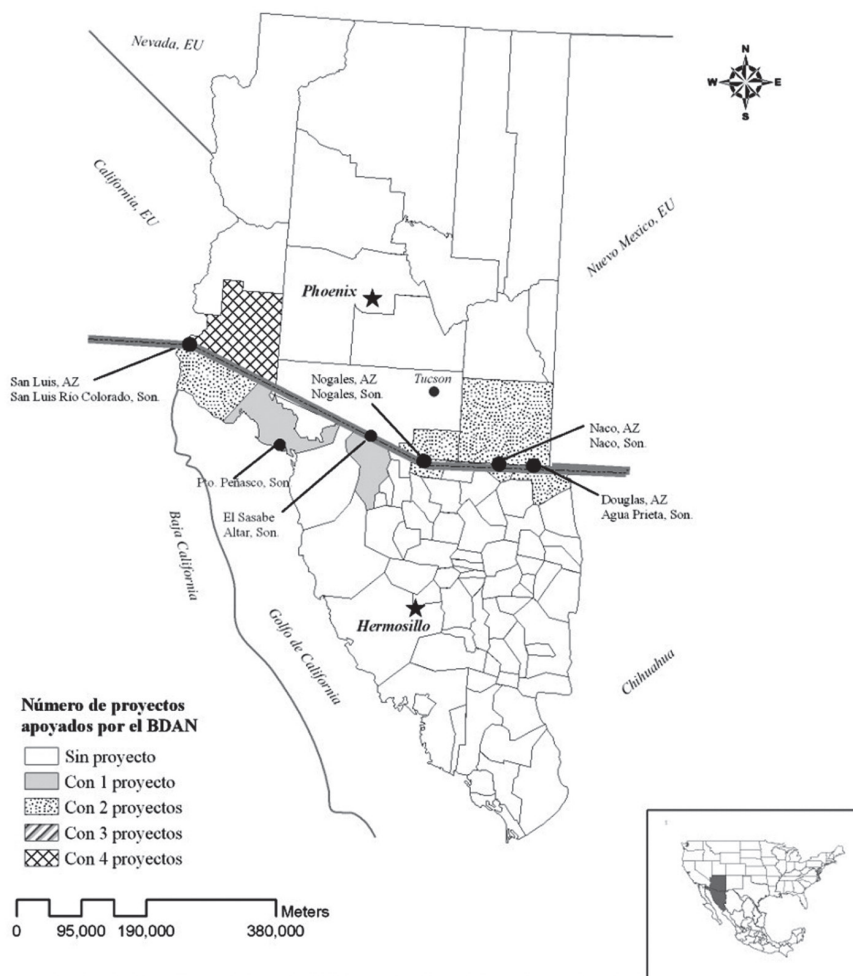 Nevada, EU
N
W
E
S
California, EU
Nuevo Mexico, EU
Phoenix
San Luis, AZ
San Luis Río Colorado, Son.
Nogales, AZ
Nogales, Son.
Tucson
Naco, AZ
Naco, Son.
Pto. Peñasco, Son
Douglas, AZ
Agua Prieta, Son.
El Sasabe
Altar, Son.
Baja California
Golfo de California
Hermosillo
Chihuahua
Número de proyectos
apoyados por el BDAN
Sin proyecto
Con 1 proyecto
Con 2 proyectos
Con 3 proyectos
Con 4 proyectos
Meters
0 95,000 190,000 380,000